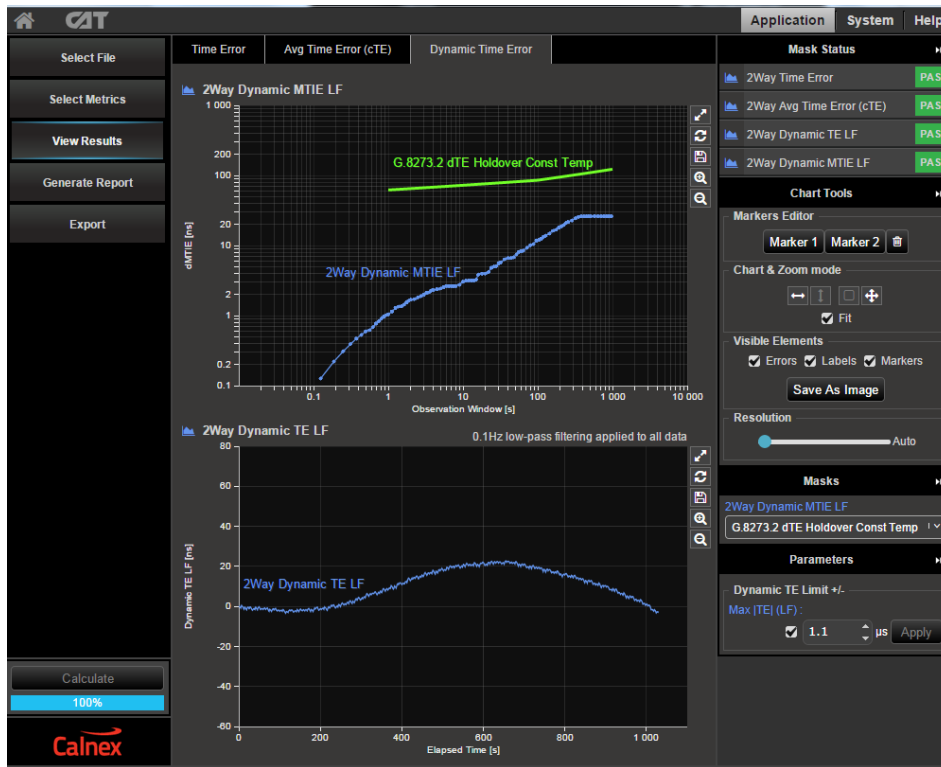 CAT
Application System Help
Select File
Select Metrics
View Results
Generate Report
Export
Calculate
100%
Calnex
Time Error Avg Time Error (cTE) Dynamic Time Error
2Way Dynamic MTIE LF
1 000
200
100
20
10
2
1
0.2
0.1
dMTIE [ns]
G.8273.2 dTE Holdover Const Temp
2Way Dynamic MTIE LF
0.1 1 10 100 1 000 10 000
Observation Window [s]
2Way Dynamic TE LF
0.1Hz low-pass filtering applied to all data
80
60
40
20
0
-20
-40
-60
Dynamic TE LF [ns]
2Way Dynamic TE LF
0 200 400 600 800 1 000
Elapsed Time [s]
Mask Status
2Way Time Error PAS
2Way Avg Time Error (cTE) PAS
2Way Dynamic TE LF PAS
2Way Dynamic MTIE LF PAS
Chart Tools
Markers Editor
Marker 1 Marker 2
Chart & Zoom mode
Fit
Visible Elements
Errors Labels Markers
Save As Image
Resolution
Auto
Masks
2Way Dynamic MTIE LF
G.8273.2 dTE Holdover Const Temp
Parameters
Dynamic TE Limit +/-
Max |TE| (LF) :
1.1 µs Apply